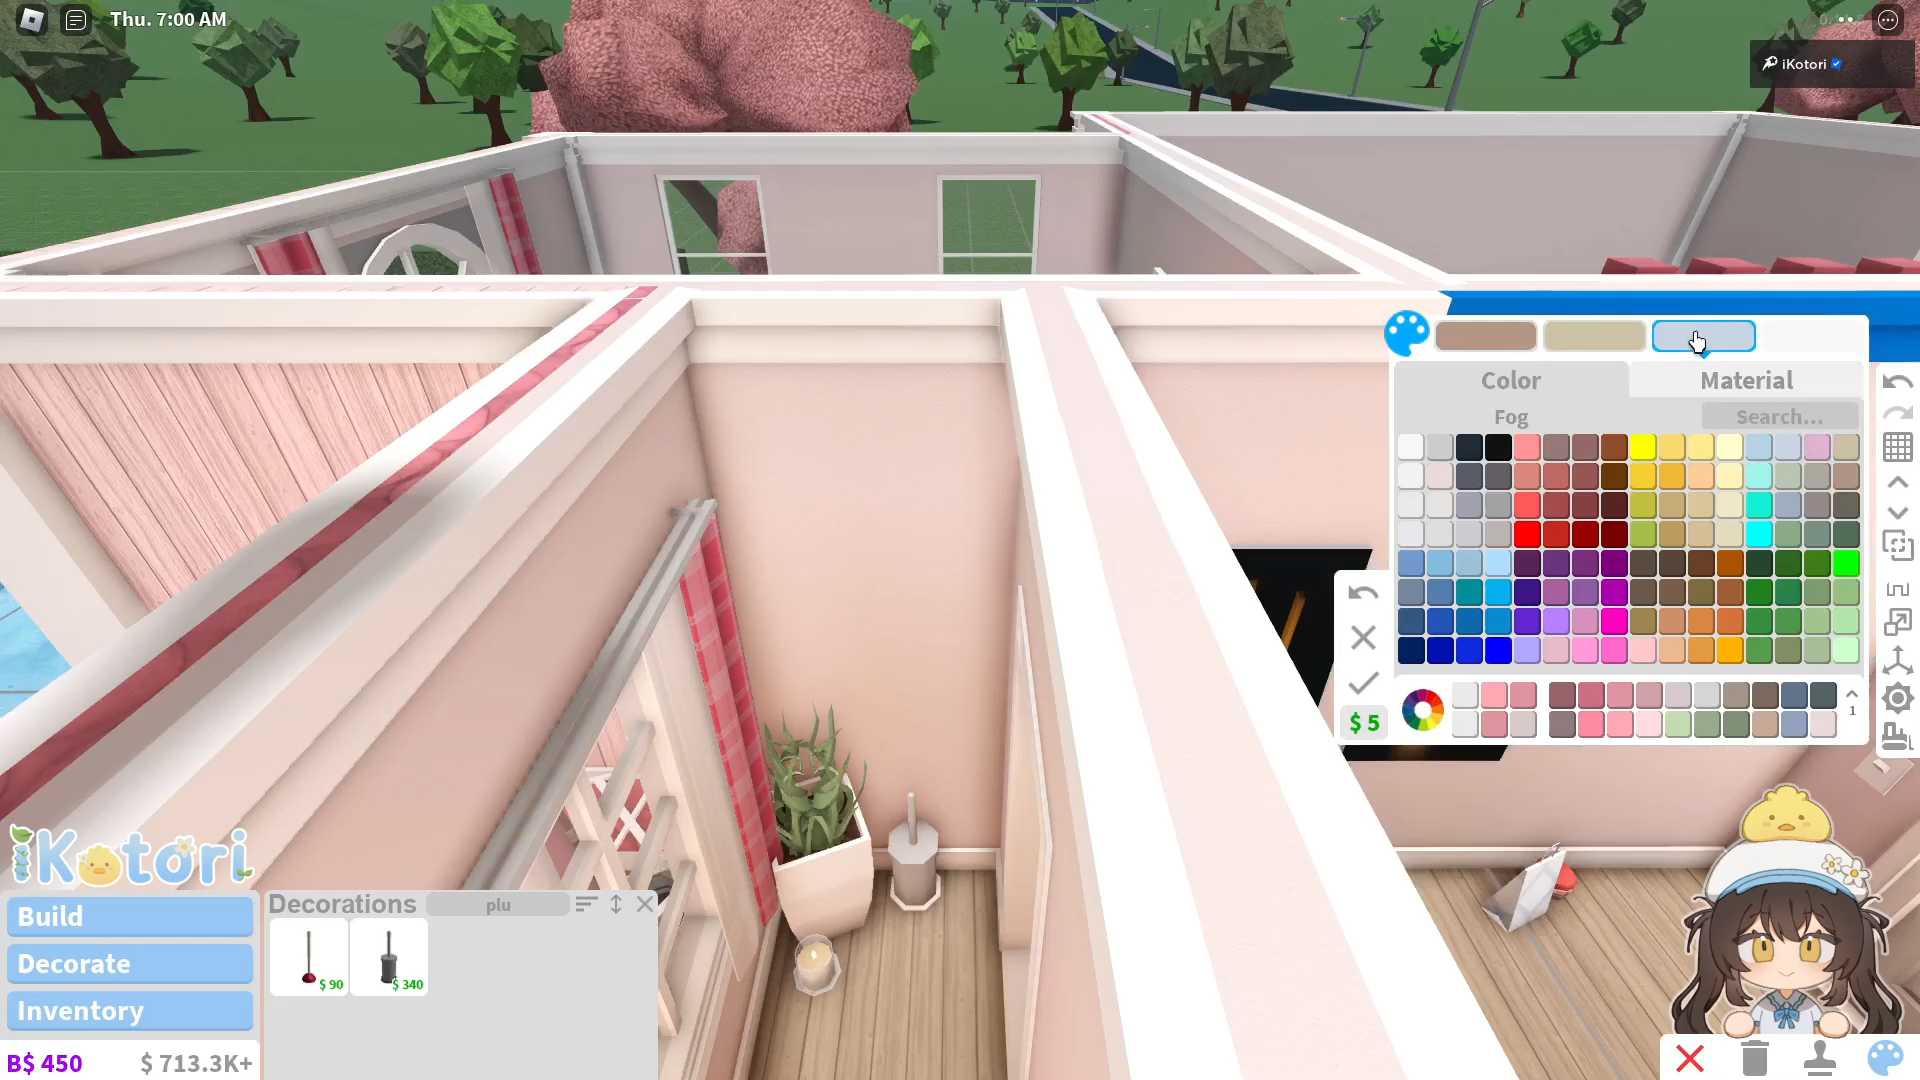 Thu. 7:00 AM
iKotori
Color
Material
Fog
Search...
$ 5
1
iKotori
Build
Decorate
Inventory
B$ 450
$ 713.3K+
Decorations
plu
$ 90
$ 340